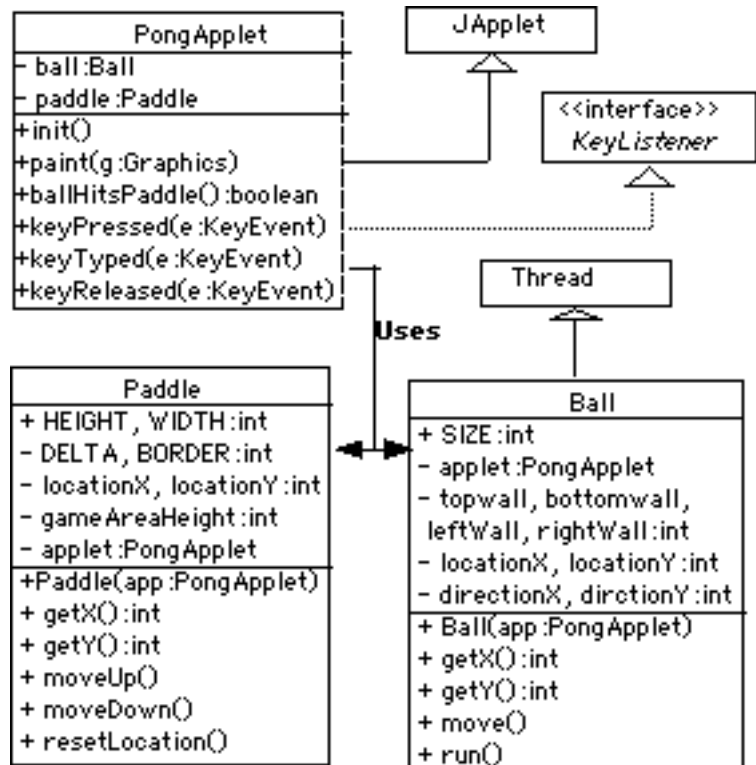 PongApplet
- ball:Ball
- paddle:Paddle
+init()
+paint(g:Graphics)
+ballHitsPaddle():boolean
+keyPressed(e:KeyEvent)
+keyTyped(e:KeyEvent)
+keyReleased(e:KeyEvent)
JApplet
<<interface>>
KeyListener
Thread
Uses
Paddle
+ HEIGHT, WIDTH:int
- DELTA, BORDER:int
- locationX, locationY:int
- gameAreaHeight:int
- applet:PongApplet
+Paddle(app:PongApplet)
+ getX():int
+ getY():int
+ moveUp()
+ moveDown()
+ resetLocation()
Ball
+ SIZE:int
- applet:PongApplet
- topwall, bottomwall,
leftWall, rightWall:int
- locationX, locationY:int
- directionX, dirctionY:int
+ Ball(app:PongApplet)
+ getX():int
+ getY():int
+ move()
+ run()